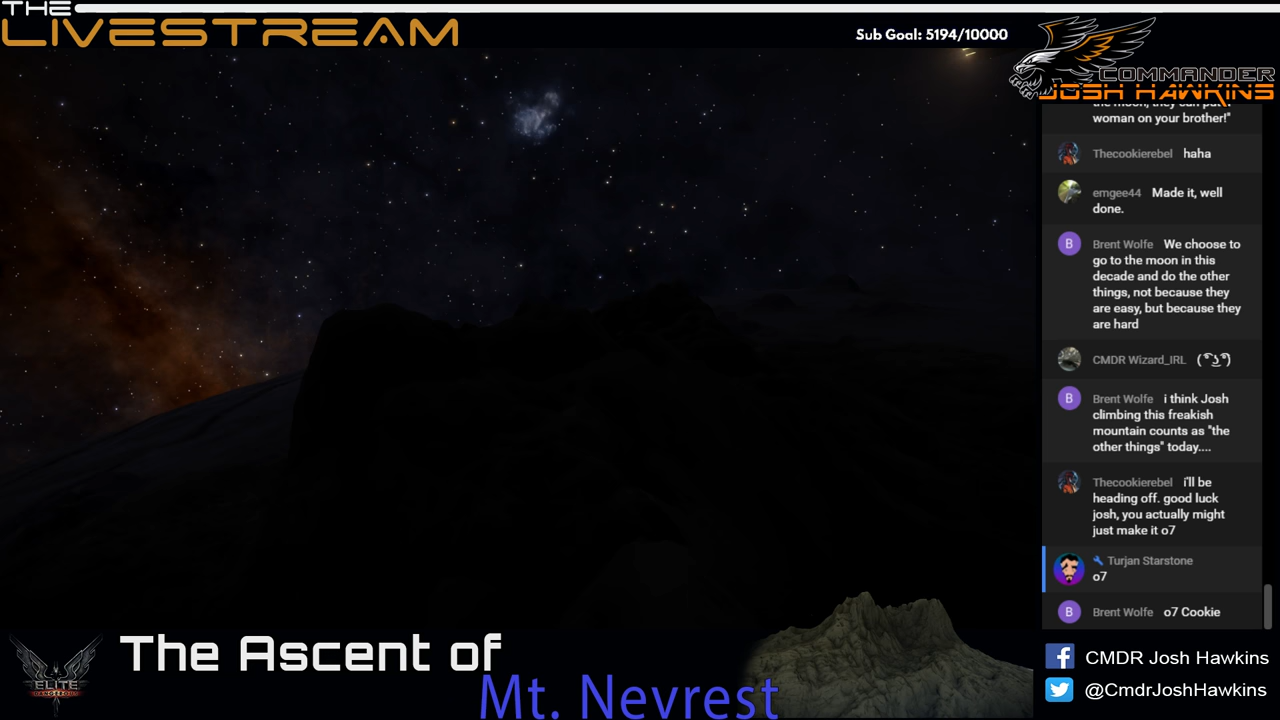 THE
LIVESTREAM
Sub Goal: 5194/10000
COMMANDER
JOSH HAWKINS
the moon, they can put
woman on your brother!"
Thecookierebel haha
emgee44 Made it, well
done.
B Brent Wolfe We choose to
go to the moon in this
decade and do the other
things, not because they
are easy, but because they
are hard
CMDR Wizard_IRL ( ͡° ͜ʖ ͡°)
B Brent Wolfe i think Josh
climbing this freakish
mountain counts as "the
other things" today....
Thecookierebel i'll be
heading off. good luck
josh, you actually might
just make it o7
Turjan Starstone
o7
B Brent Wolfe o7 Cookie
ELITE
DANGEROUS
The Ascent of
Mt. Nevrest
CMDR Josh Hawkins
@CmdrJoshHawkins